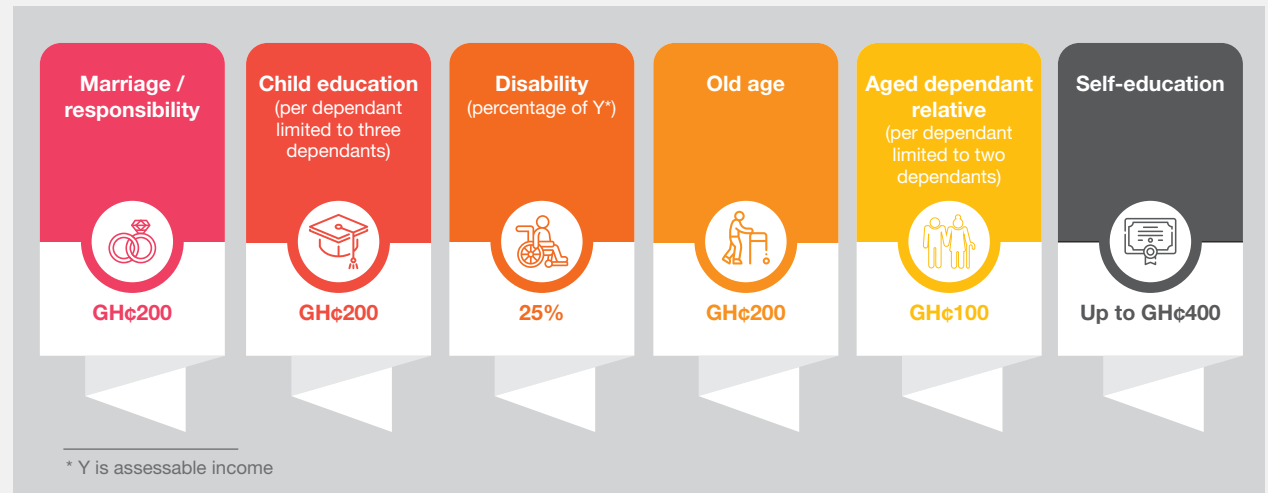 Marriage /
responsibility
GH¢200
Child education
(per dependant
limited to three
dependants)
GH¢200
Disability
(percentage of Y*)
25%
Old age
GH¢200
Aged dependant
relative
(per dependant
limited to two
dependants)
GH¢100
Self-education
Up to GH¢400
* Y is assessable income